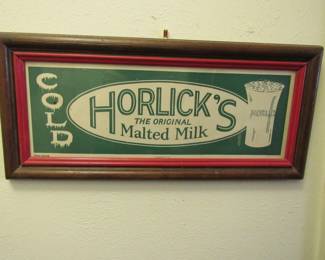 COLD
HORLICK'S
THE ORIGINAL
Malted Milk